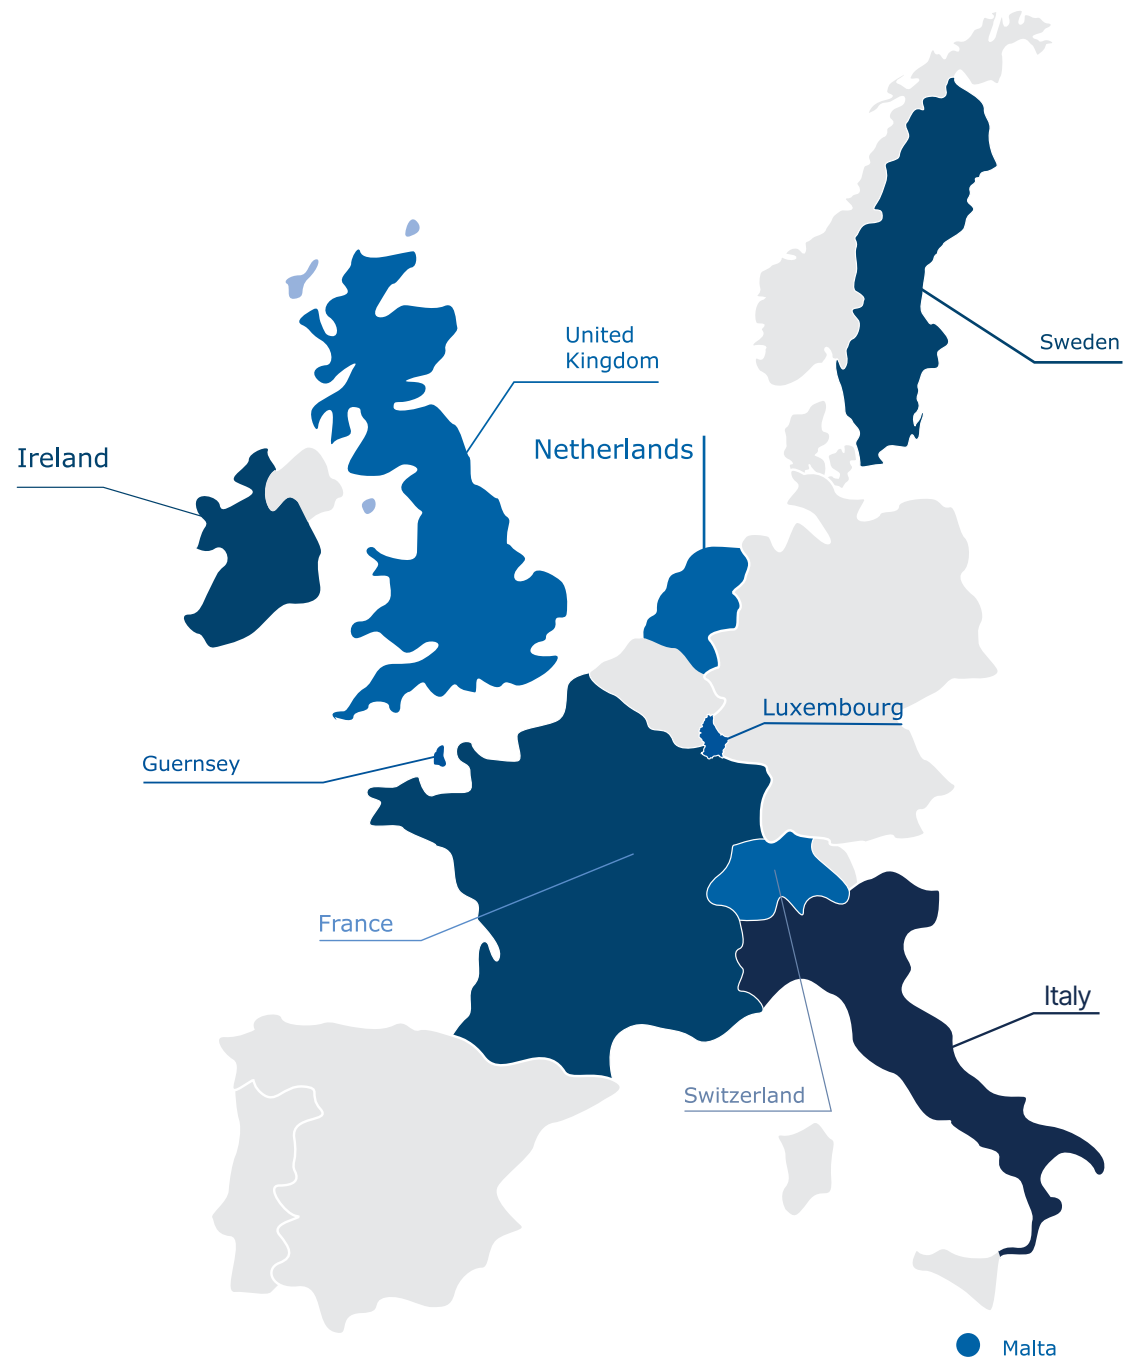 United
Kingdom
Sweden
Netherlands
Ireland
Luxembourg
Guernsey
France
Italy
Switzerland
Malta